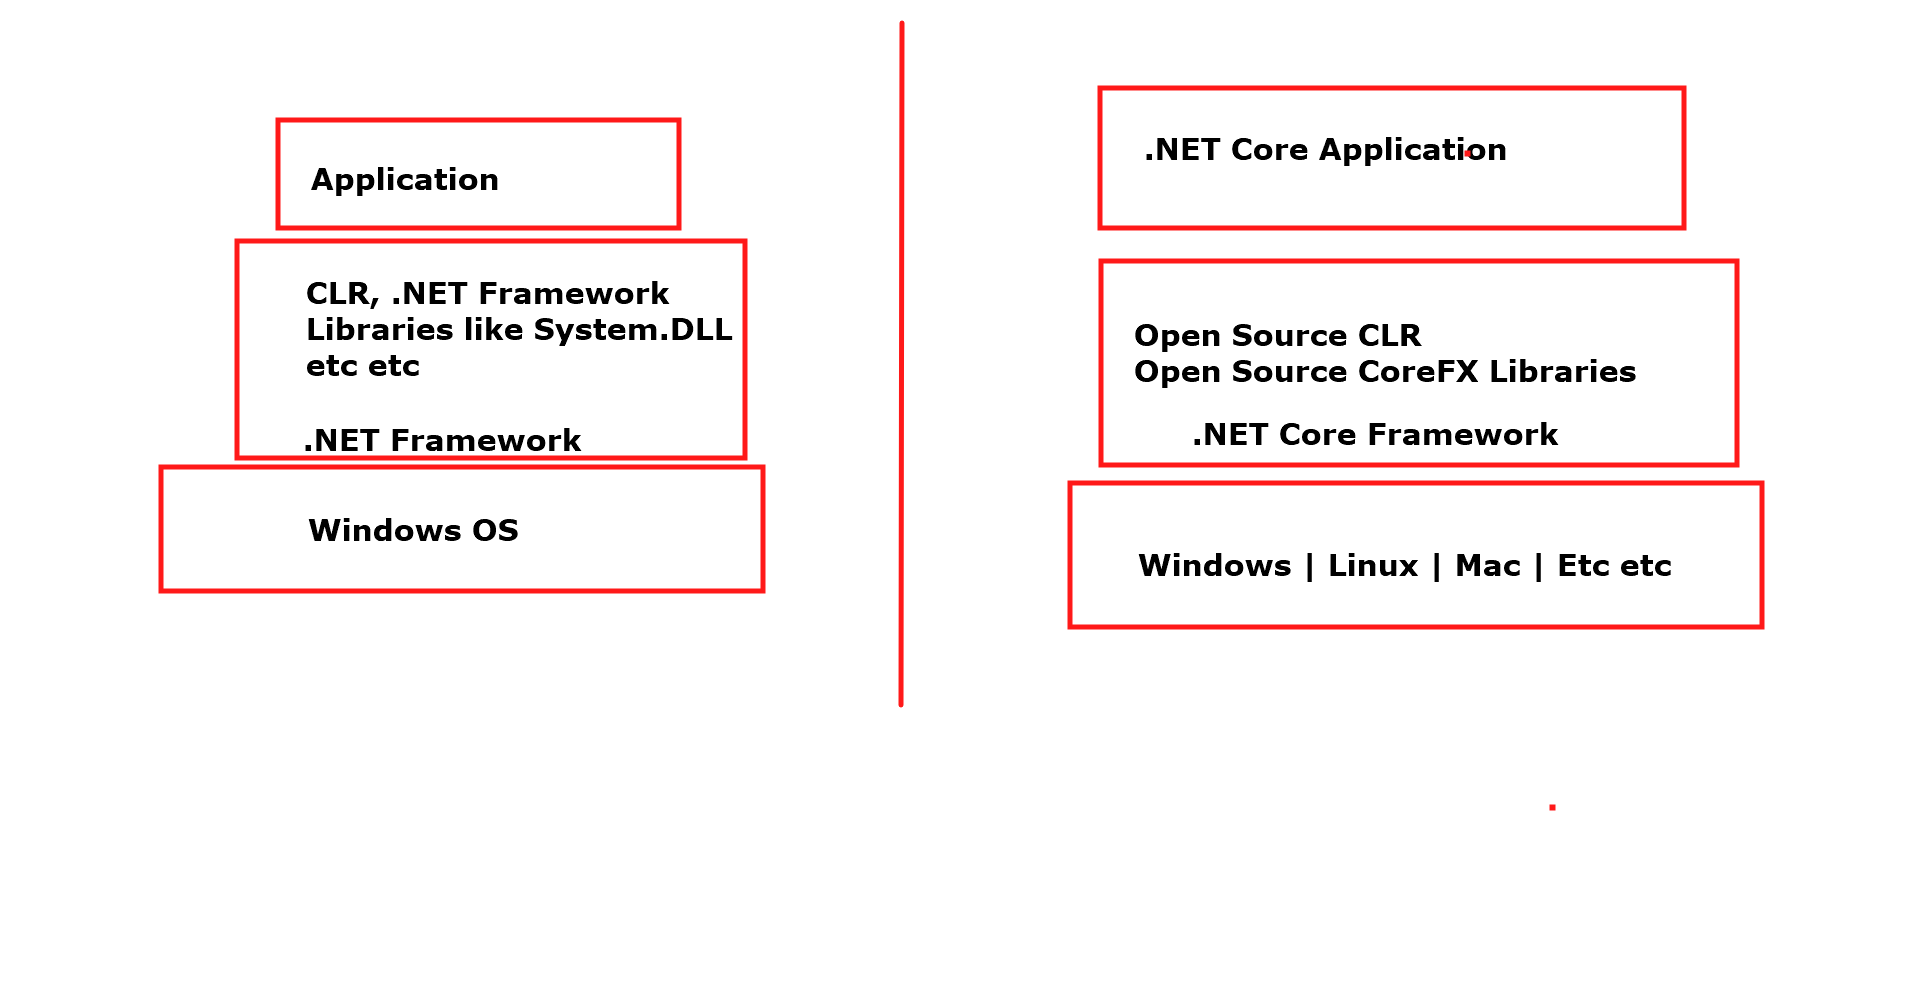 Application
CLR, .NET Framework
Libraries like System.DLL
etc etc
.NET Framework
Windows OS
.NET Core Application
Open Source CLR
Open Source CoreFX Libraries
.NET Core Framework
Windows | Linux | Mac | Etc etc